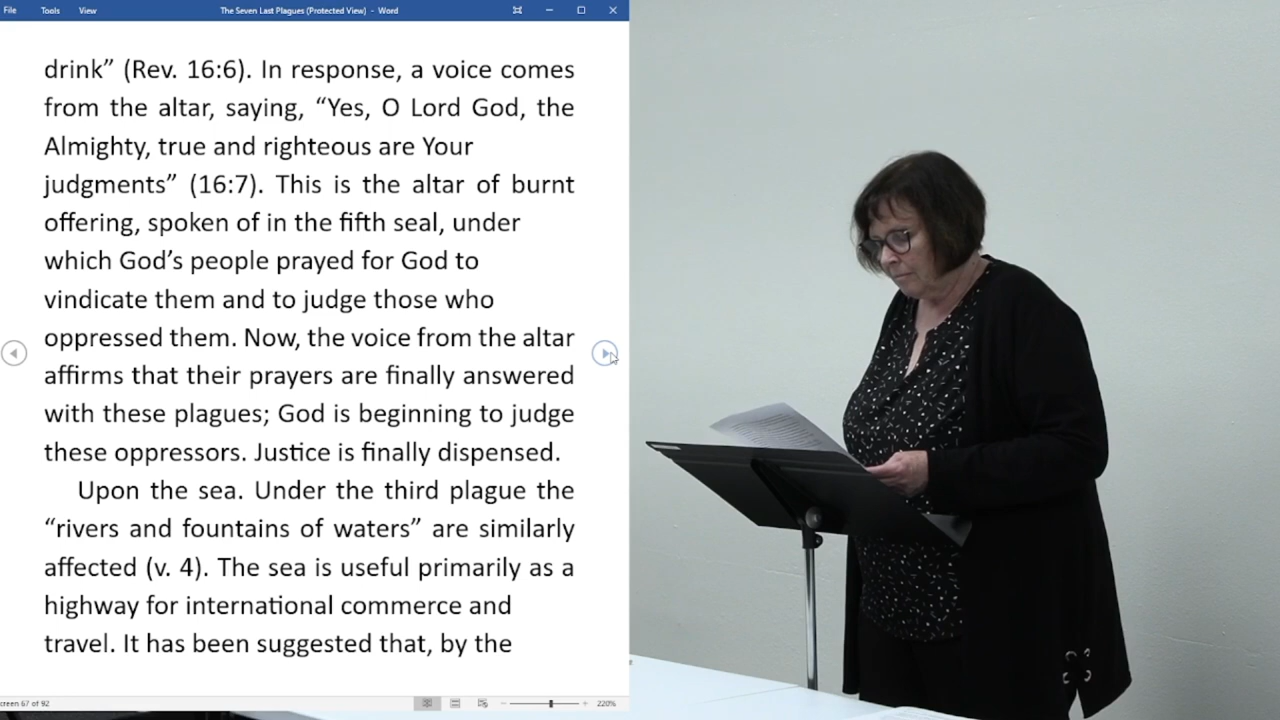 File Tools View The Seven Last Plagues (Protected View) - Word
drink” (Rev. 16:6). In response, a voice comes
from the altar, saying, “Yes, O Lord God, the
Almighty, true and righteous are Your
judgments” (16:7). This is the altar of burnt
offering, spoken of in the fifth seal, under
which God’s people prayed for God to
vindicate them and to judge those who
oppressed them. Now, the voice from the altar
affirms that their prayers are finally answered
with these plagues; God is beginning to judge
these oppressors. Justice is finally dispensed.
Upon the sea. Under the third plague the
“rivers and fountains of waters” are similarly
affected (v. 4). The sea is useful primarily as a
highway for international commerce and
travel. It has been suggested that, by the
creen 67 of 92 220%